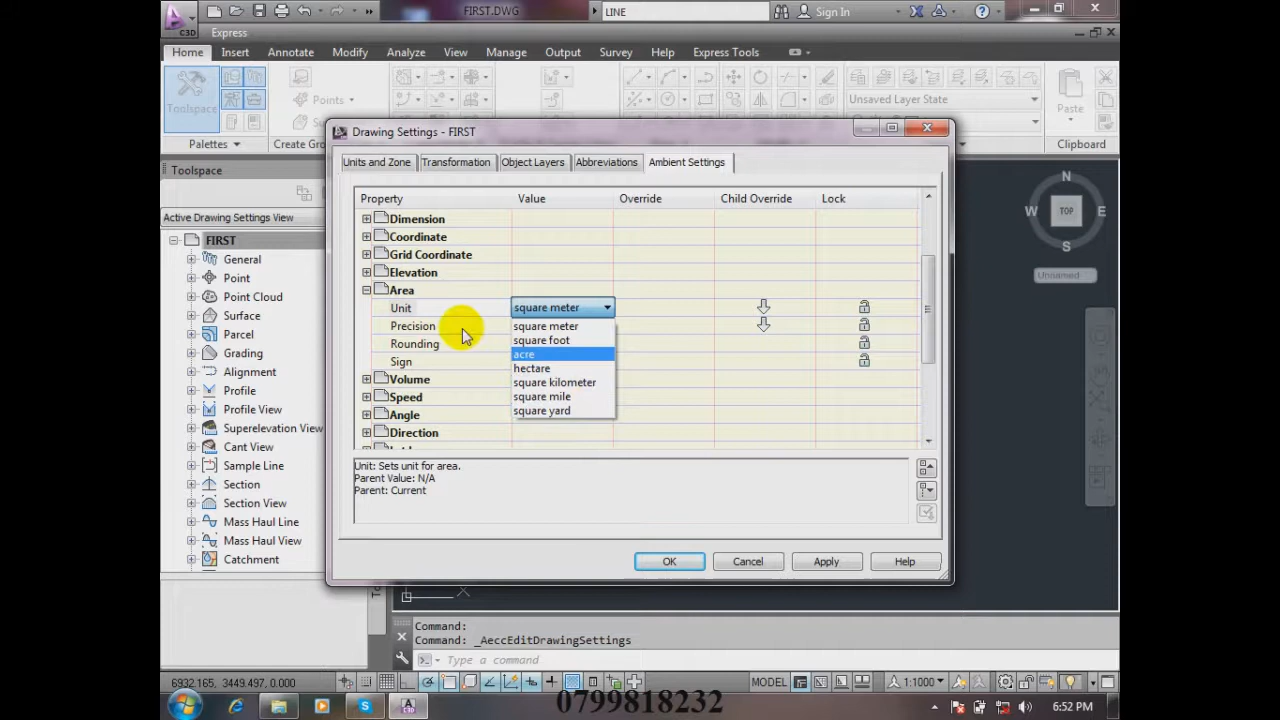 C3D
FIRST.DWG
LINE
Sign In
Express
Home Insert Annotate Modify Analyze View Manage Output Survey Help Express Tools
Toolspace
Points
Unsaved Layer State
Paste
Palettes
Create Gro
Clipboard
Drawing Settings - FIRST
Units and Zone Transformation Object Layers Abbreviations Ambient Settings
Toolspace
Active Drawing Settings View
FIRST
General
Point
Point Cloud
Surface
Parcel
Grading
Alignment
Profile
Profile View
Superelevation View
Cant View
Sample Line
Section
Section View
Mass Haul Line
Mass Haul View
Catchment
Property Value Override Child Override Lock
Dimension
Coordinate
Grid Coordinate
Elevation
Area
Unit square meter
Precision
Rounding
Sign
square meter
square foot
acre
hectare
square kilometer
square mile
square yard
Volume
Speed
Angle
Direction
Unit: Sets unit for area.
Parent Value: N/A
Parent: Current
OK Cancel Apply Help
N
W TOP E
S
Unnamed
X
Command:
Command: _AeccEditDrawingSettings
Type a command
6932.165, 3449.497, 0.000
MODEL
1:1000
0799818232
6:52 PM